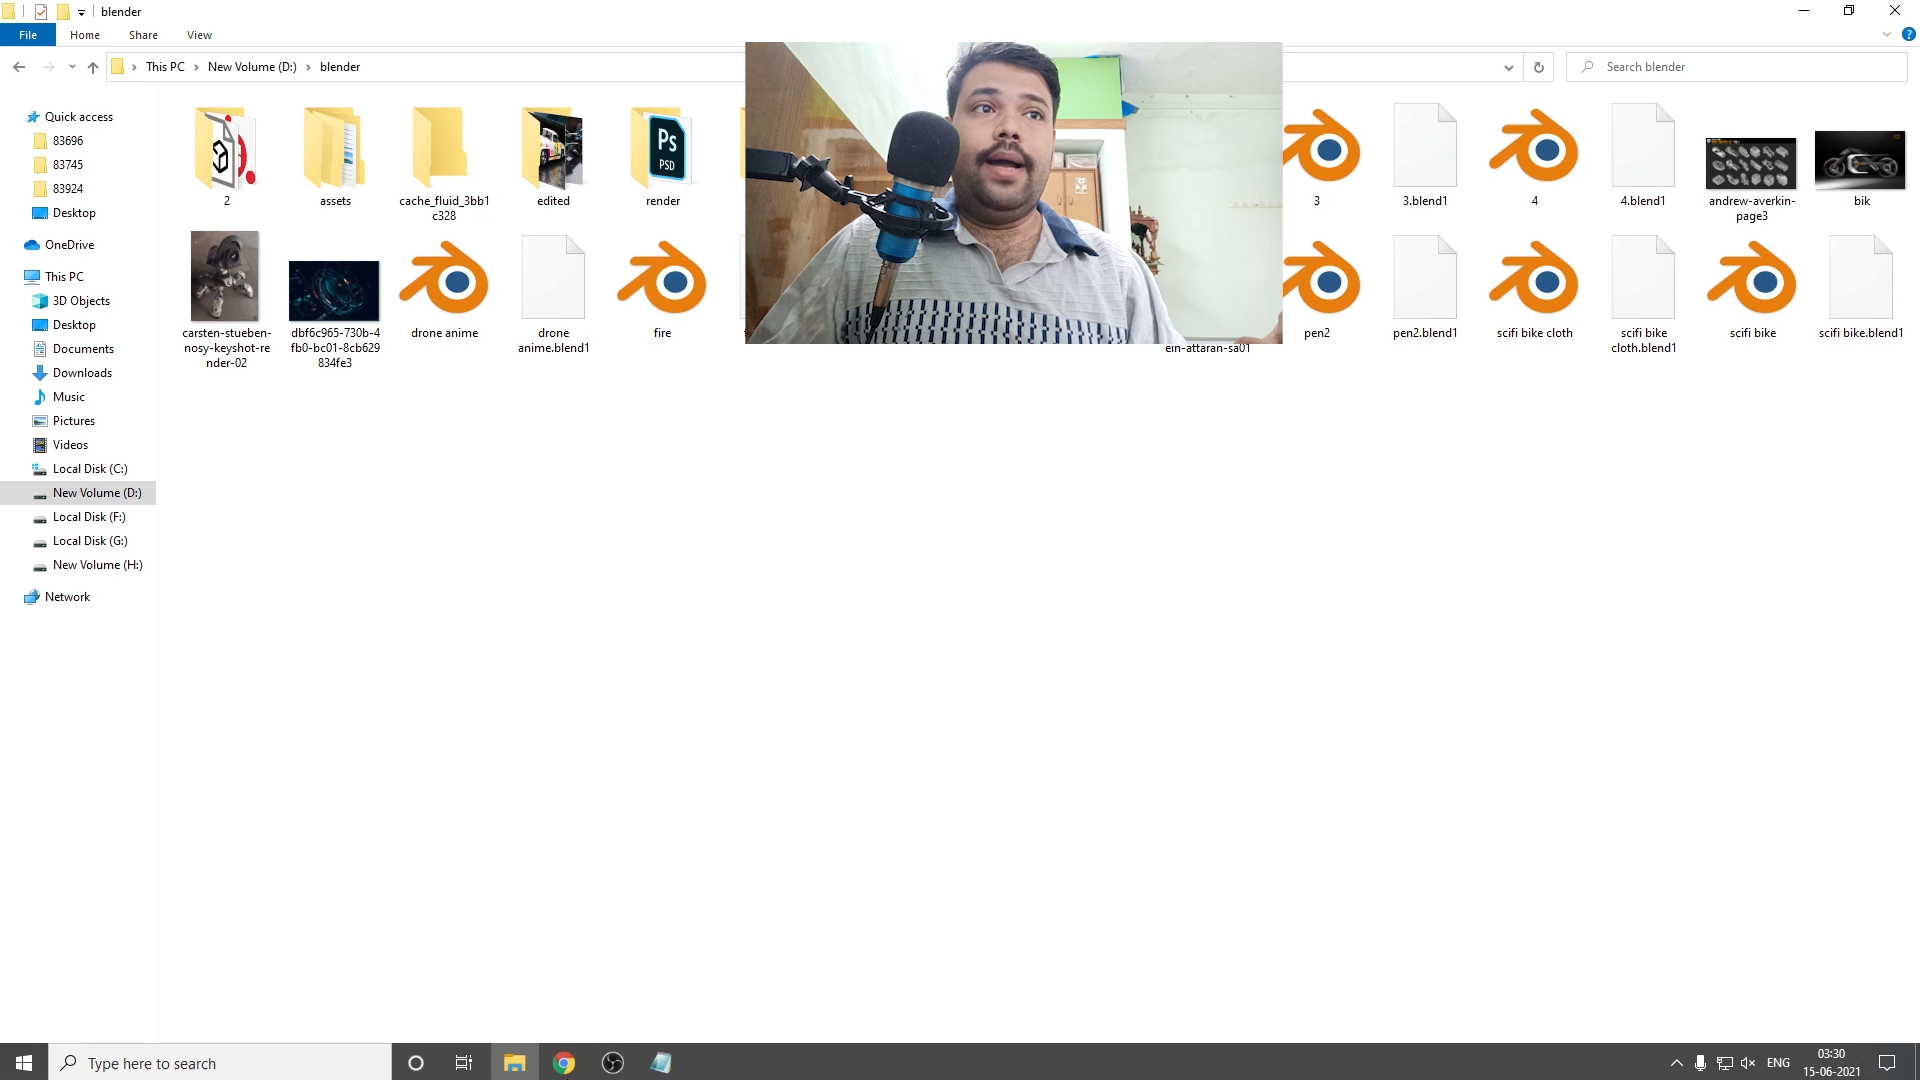 blender
File Home Share View
This PC New Volume (D:) blender
Search blender
Quick access
83696
83745
83924
Desktop
OneDrive
This PC
3D Objects
Desktop
Documents
Downloads
Music
Pictures
Videos
Local Disk (C:)
New Volume (D:)
Local Disk (F:)
Local Disk (G:)
New Volume (H:)
Network
Ps
PSD
2
assets
cache_fluid_3bb1
c328
edited
render
3
3.blend1
4
4.blend1
andrew-averkin-
page3
bik
carsten-stueben-
nosy-keyshot-re
nder-02
dbf6c965-730b-4
fb0-bc01-8cb629
834fe3
drone anime
drone
anime.blend1
fire
ein-attaran-sa01
pen2
pen2.blend1
scifi bike cloth
scifi bike
cloth.blend1
scifi bike
scifi bike.blend1
Type here to search
ENG
03:30
15-06-2021